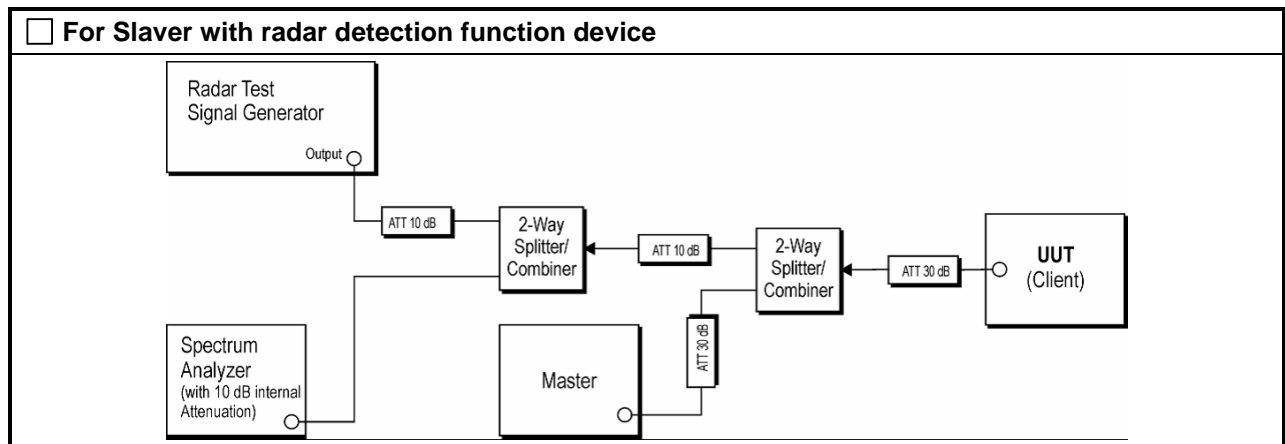 ☐ For Slaver with radar detection function device
Radar Test
Signal Generator
Output
ATT 10 dB
2-Way
Splitter/
Combiner
ATT 10 dB
2-Way
Splitter/
Combiner
ATT 30 dB
UUT
(Client)
Spectrum
Analyzer
(with 10 dB internal
Attenuation)
Master
ATT 30 dB